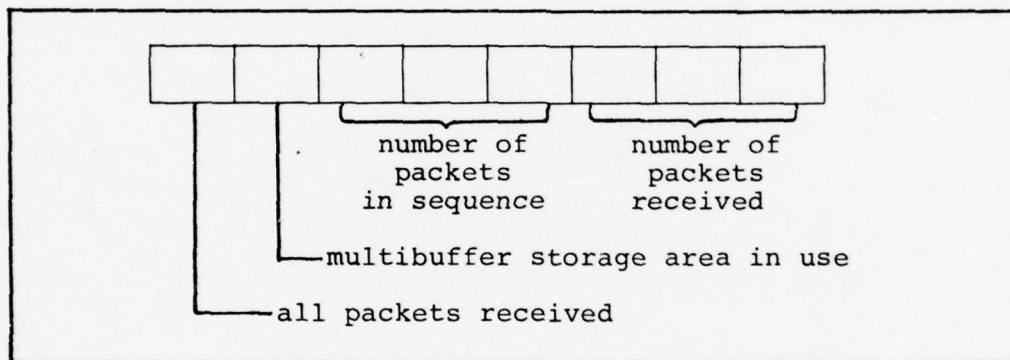 number of
packets
in sequence
number of
packets
received
multibuffer storage area in use
all packets received